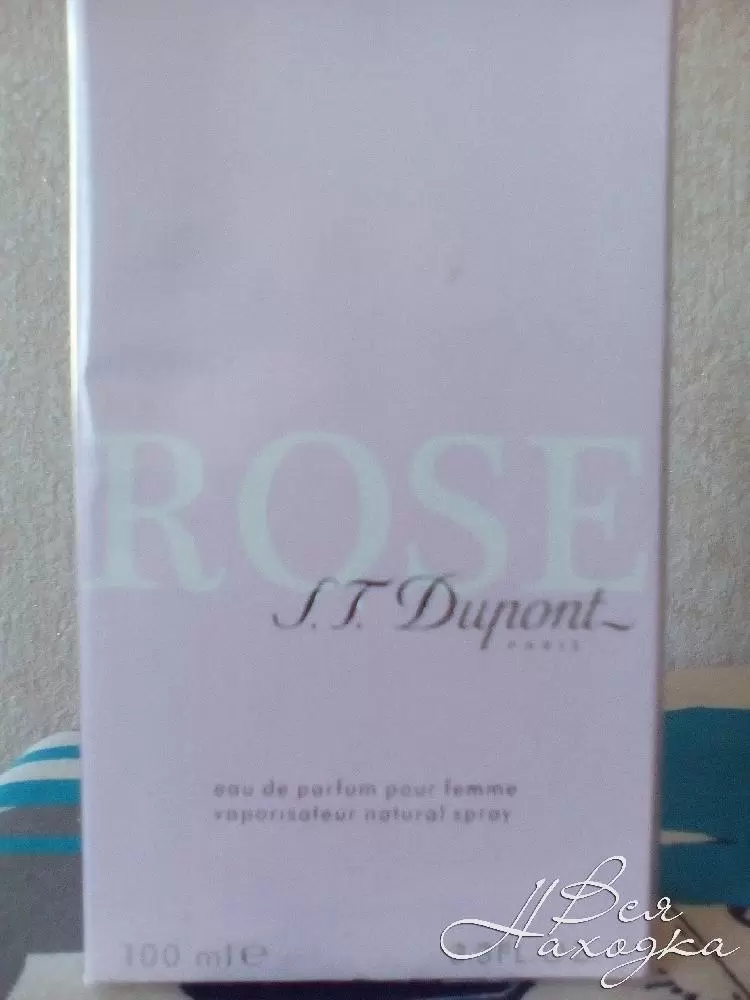 ROSE
S.T. Dupont
PARIS
eau de parfum pour femme
vaporisateur natural spray
100 ml e
Вся
Находка